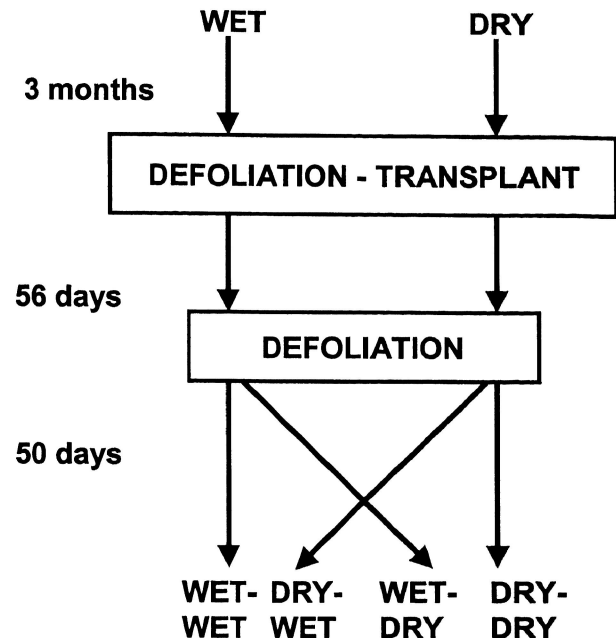 WET DRY
3 months
DEFOLIATION - TRANSPLANT
56 days
DEFOLIATION
50 days
WET- DRY- WET- DRY-
WET WET DRY DRY